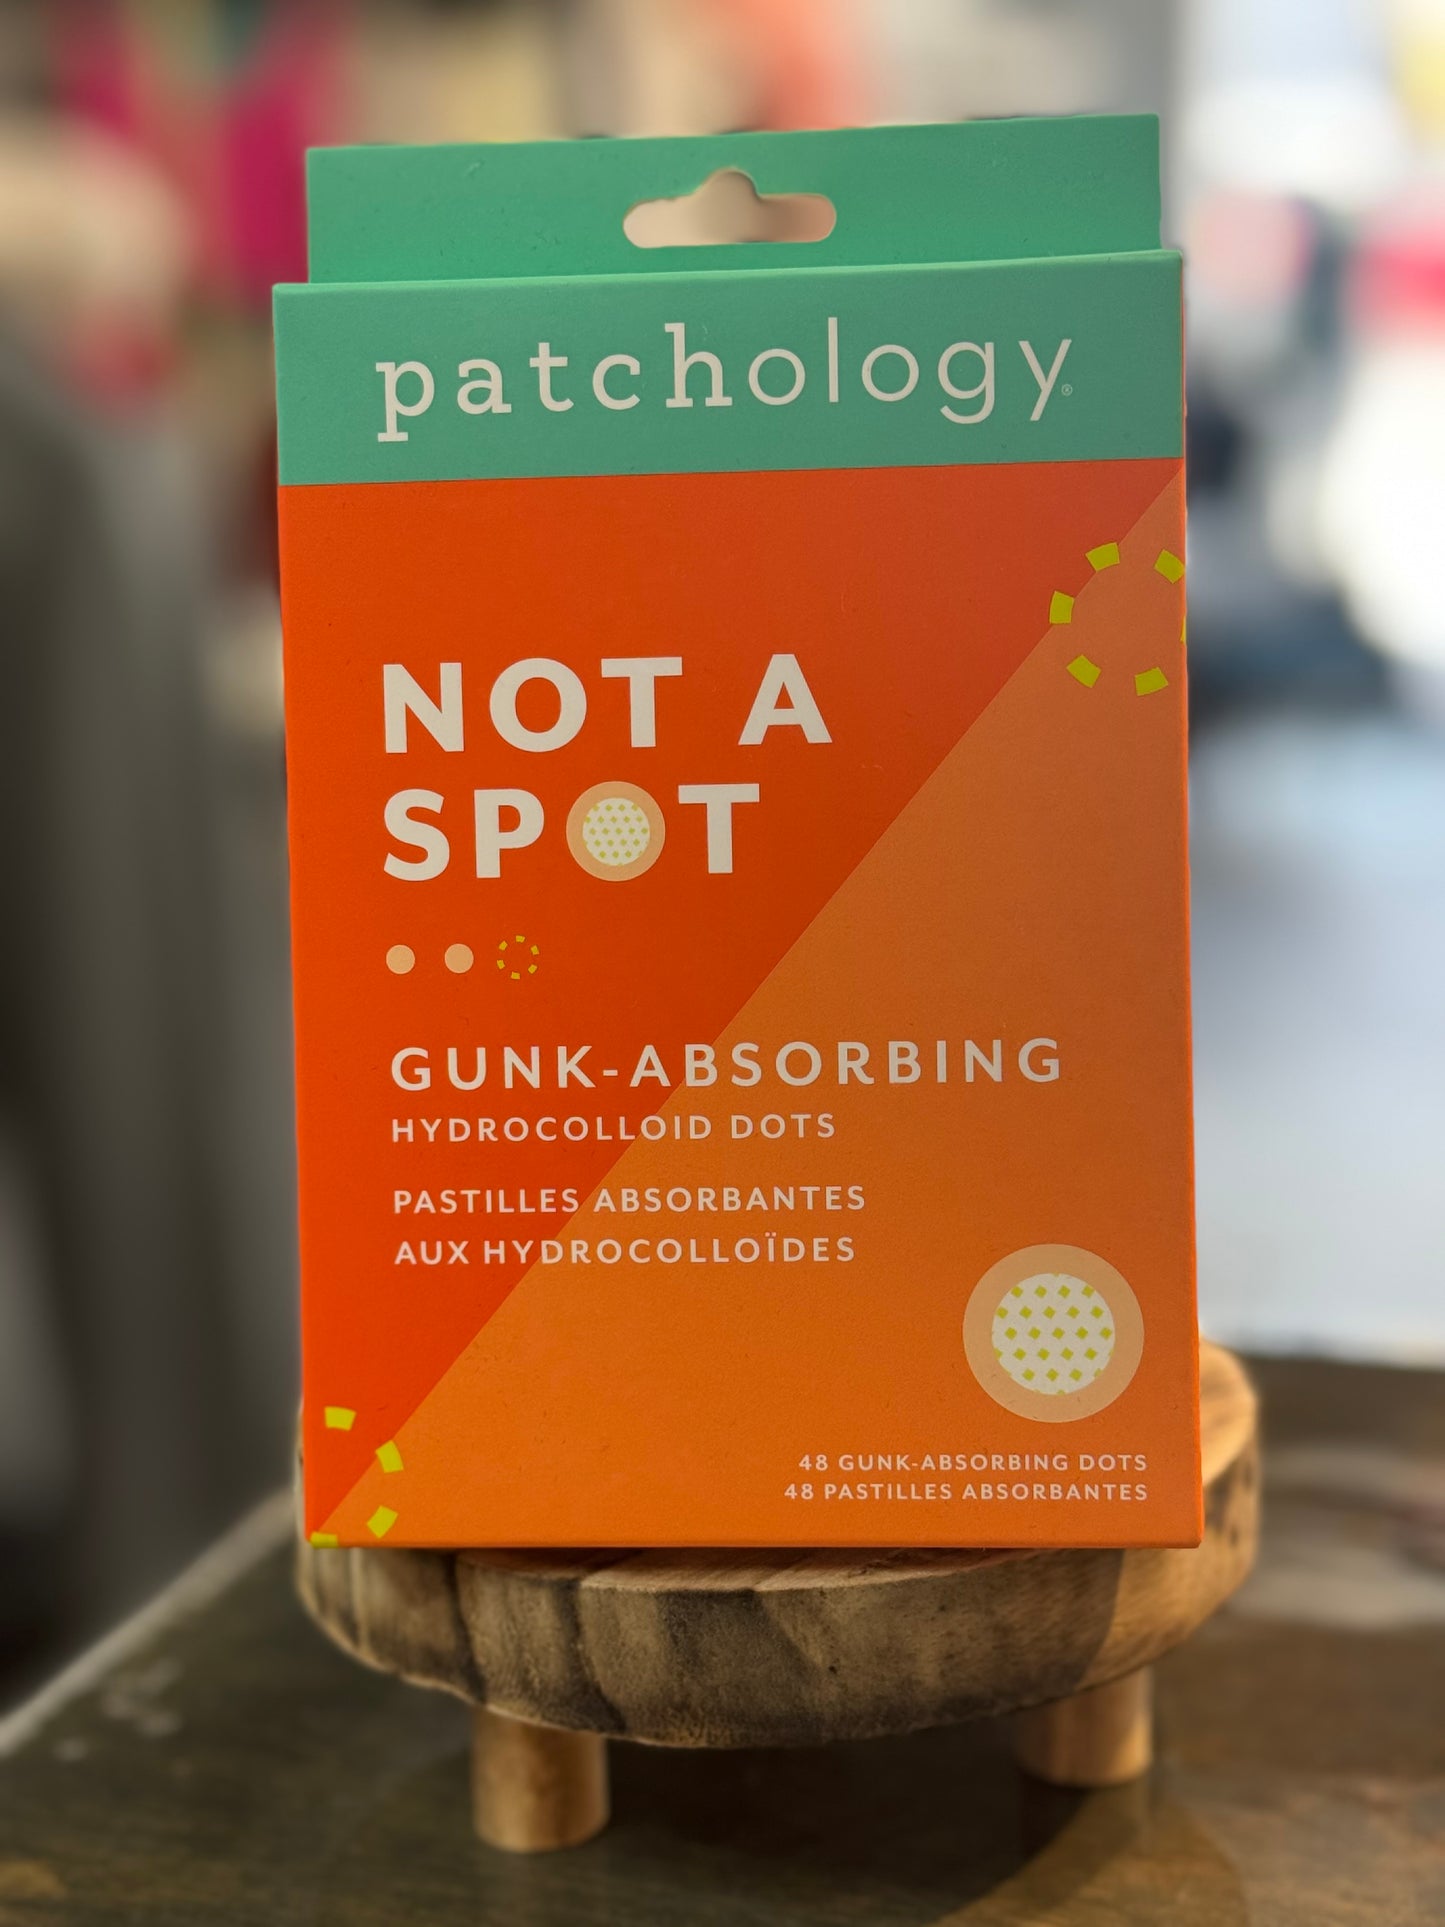 patchology®
NOT A
SPOT
GUNK-ABSORBING
HYDROCOLLOID DOTS
PASTILLES ABSORBANTES
AUX HYDROCOLLOÏDES
48 GUNK-ABSORBING DOTS
48 PASTILLES ABSORBANTES